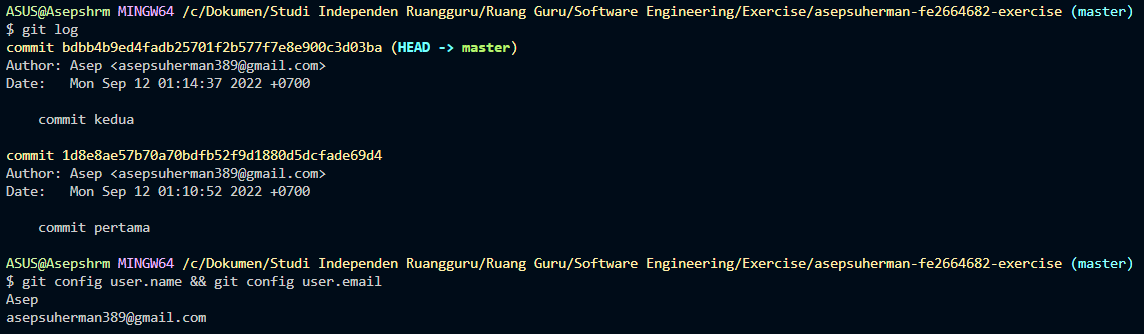 ASUS@Asepshrm MINGW64 /c/Dokumen/Studi Independen Ruangguru/Ruang Guru/Software Engineering/Exercise/asepsuherman-fe2664682-exercise (master)
$ git log
commit bdbb4b9ed4fadb25701f2b577f7e8e900c3d03ba (HEAD -> master)
Author: Asep <asepsuherman389@gmail.com>
Date:   Mon Sep 12 01:14:37 2022 +0700
    commit kedua
commit 1d8e8ae57b70a70bdfb52f9d1880d5dcfade69d4
Author: Asep <asepsuherman389@gmail.com>
Date:   Mon Sep 12 01:10:52 2022 +0700
    commit pertama
ASUS@Asepshrm MINGW64 /c/Dokumen/Studi Independen Ruangguru/Ruang Guru/Software Engineering/Exercise/asepsuherman-fe2664682-exercise (master)
$ git config user.name && git config user.email
Asep
asepsuherman389@gmail.com